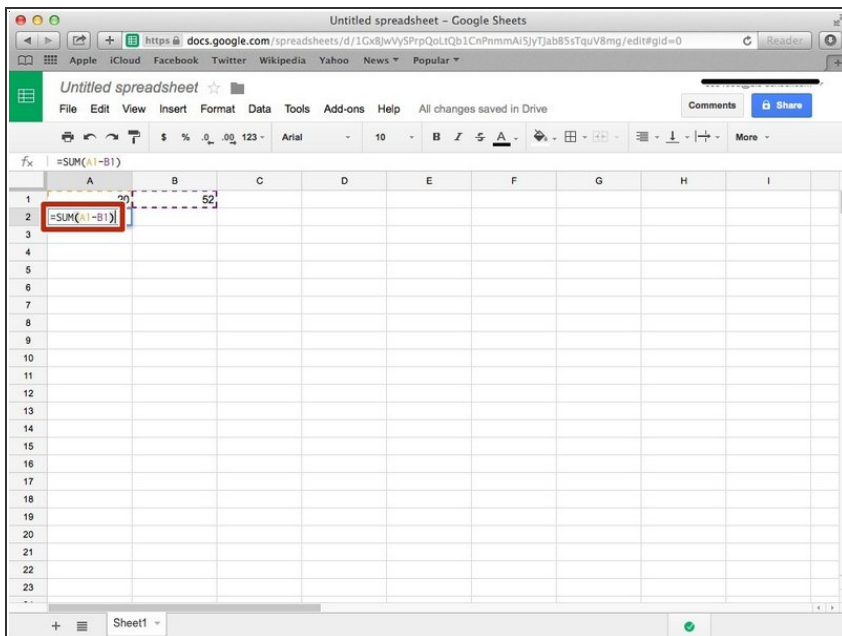 Untitled spreadsheet – Google Sheets
https docs.google.com/spreadsheets/d/1Gx8JwVySPrpQoLtQb1CnPnmmAi5JyTJab85sTquV8mg/edit#gid=0 Reader
Apple iCloud Facebook Twitter Wikipedia Yahoo News Popular
Untitled spreadsheet
File Edit View Insert Format Data Tools Add-ons Help All changes saved in Drive Comments Share
$ % .0 .00 123 Arial 10 B I S A More
fx =SUM(A1-B1)
A B C D E F G H I
1 20 52
2 =SUM(A1-B1)
3
4
5
6
7
8
9
10
11
12
13
14
15
16
17
18
19
20
21
22
23
Sheet1